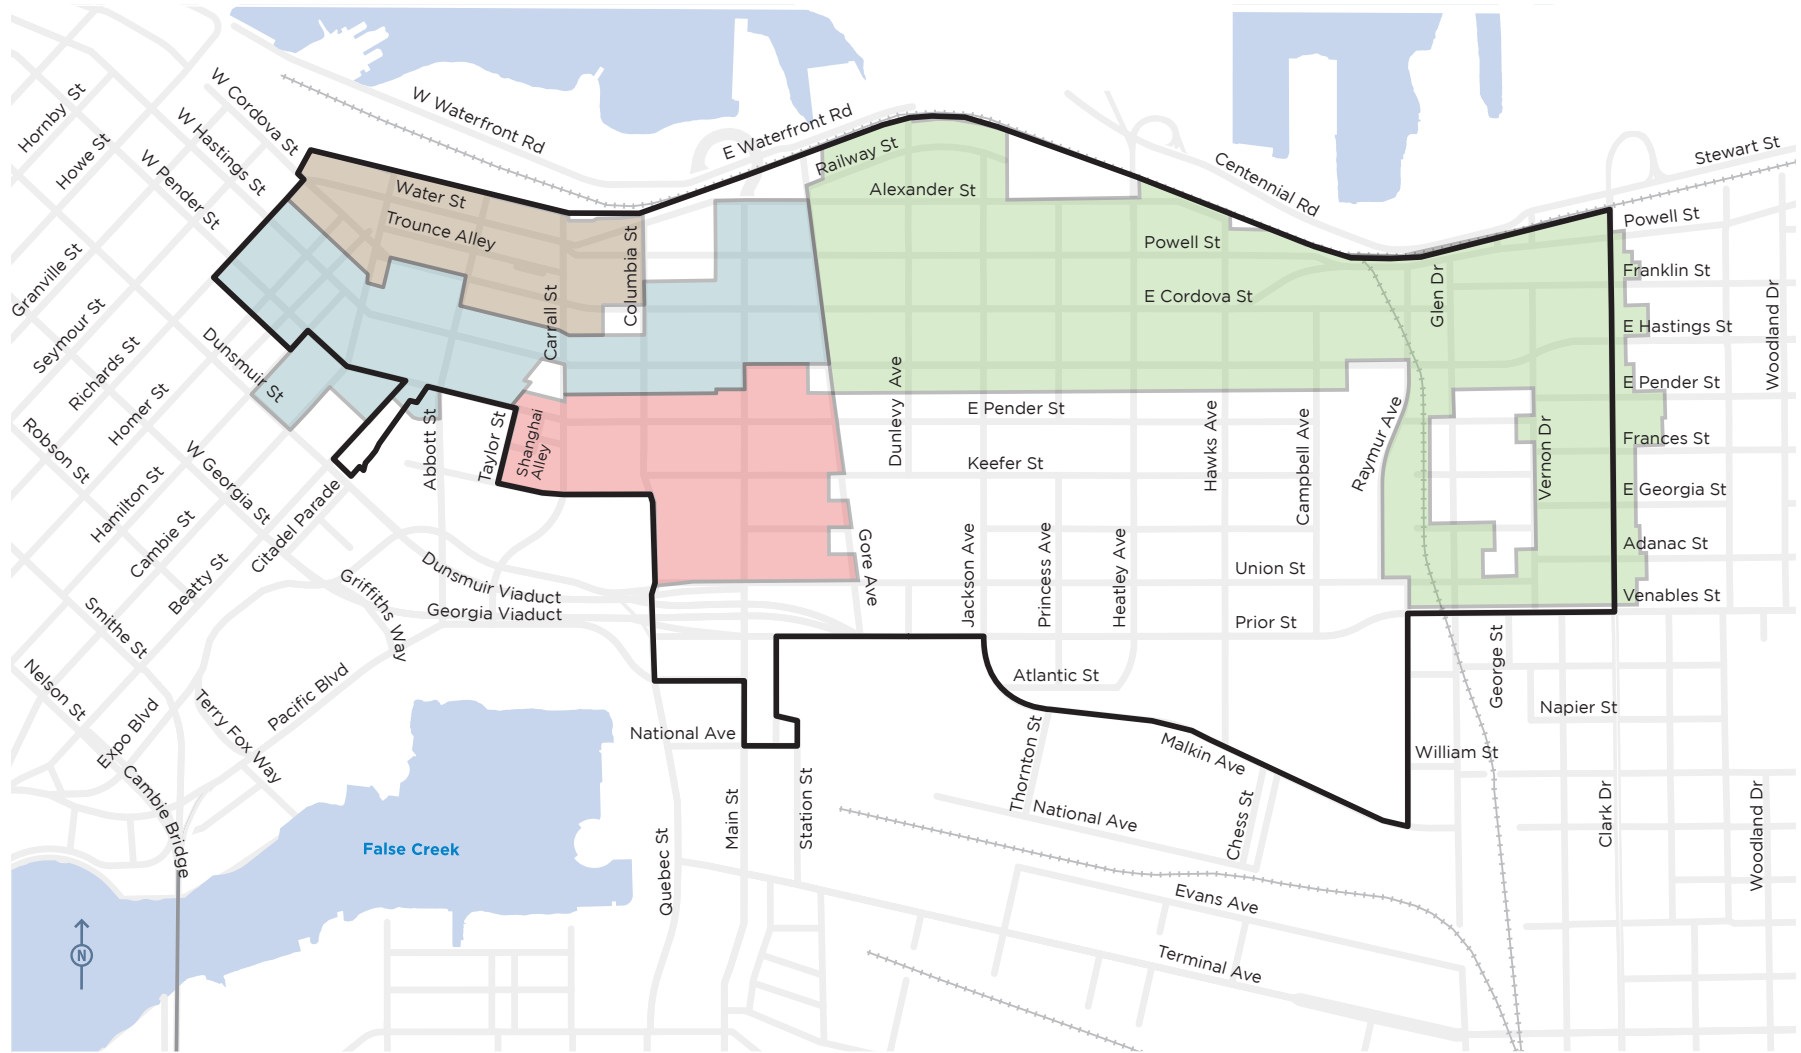 Hornby St
Howe St
W Cordova St
W Hastings St
W Pender St
W Waterfront Rd
E Waterfront Rd
Centennial Rd
Stewart St
Water St
Trounce Alley
Railway St
Alexander St
Powell St
Powell St
Granville St
Seymour St
Richards St
Homer St
Dunsmuir St
Carrall St
Columbia St
E Cordova St
Glen Dr
Franklin St
E Hastings St
Woodland Dr
Robson St
Hamilton St
Cambie St
Beatty St
W Georgia St
Citadel Parade
Abbott St
Taylor St
Shanghai
Alley
Dunlevy Ave
E Pender St
Keefer St
Hawks Ave
Campbell Ave
Raymur Ave
Vernon Dr
E Pender St
Frances St
E Georgia St
Adanac St
Venables St
Dunsmuir Viaduct
Georgia Viaduct
Griffiths Way
Gore Ave
Jackson Ave
Princess Ave
Heatley Ave
Union St
Prior St
Smithe St
Nelson St
Expo Blvd
Terry Fox Way
Pacific Blvd
Cambie Bridge
National Ave
Atlantic St
Thornton St
Malkin Ave
George St
Napier St
William St
Quebec St
Main St
Station St
National Ave
Chess St
Clark Dr
Woodland Dr
False Creek
Evans Ave
Terminal Ave
N